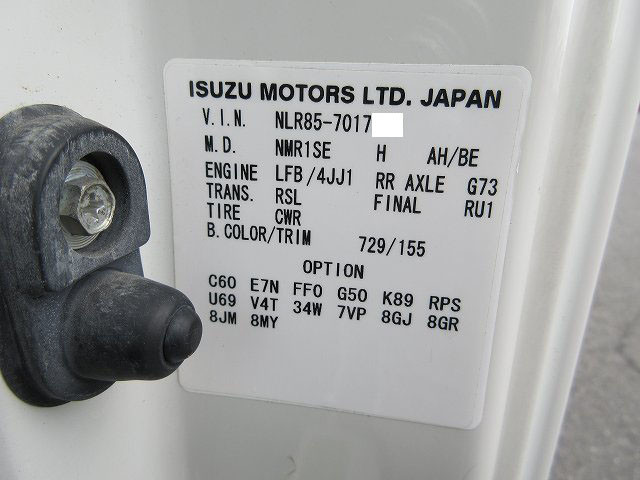 ISUZU MOTORS LTD. JAPAN
V.I.N. NLR85-7017
M.D. NMR1SE H AH/BE
ENGINE LFB/4JJ1 RR AXLE G73
TRANS. RSL FINAL RU1
TIRE CWR
B.COLOR/TRIM 729/155
OPTION
C60 E7N FF0 G50 K89 RPS
U69 V4T 34W 7VP 8GJ 8GR
8JM 8MY